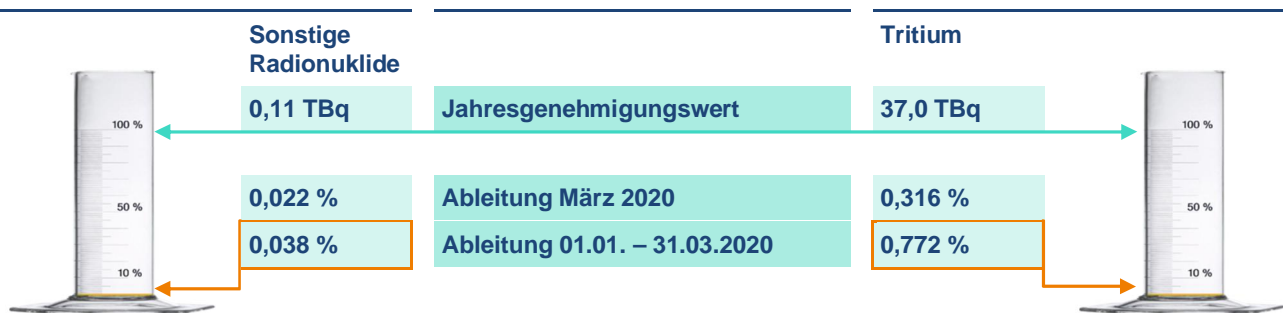 Sonstige
Radionuklide
Tritium
0,11 TBq
Jahresgenehmigungswert
37,0 TBq
100 %
100 %
0,022 %
Ableitung März 2020
0,316 %
50 %
50 %
0,038 %
Ableitung 01.01. – 31.03.2020
0,772 %
10 %
10 %